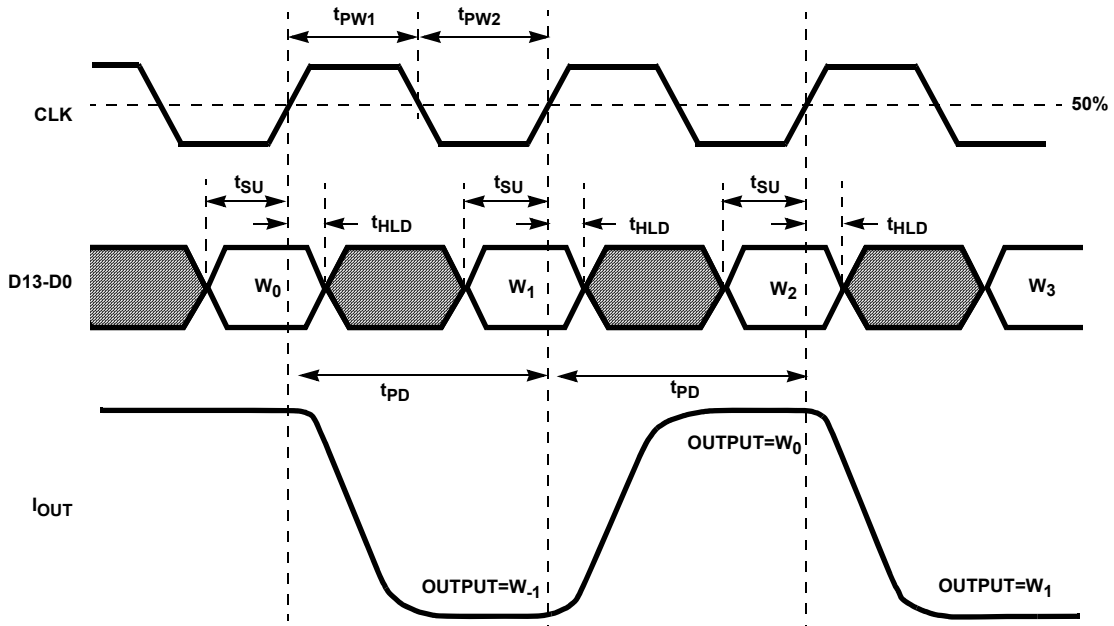 tPW1 tPW2
CLK
50%
tSU tSU tSU
tHLD tHLD tHLD
D13-D0 W0 W1 W2 W3
tPD tPD
OUTPUT=W0
IOUT
OUTPUT=W-1 OUTPUT=W1